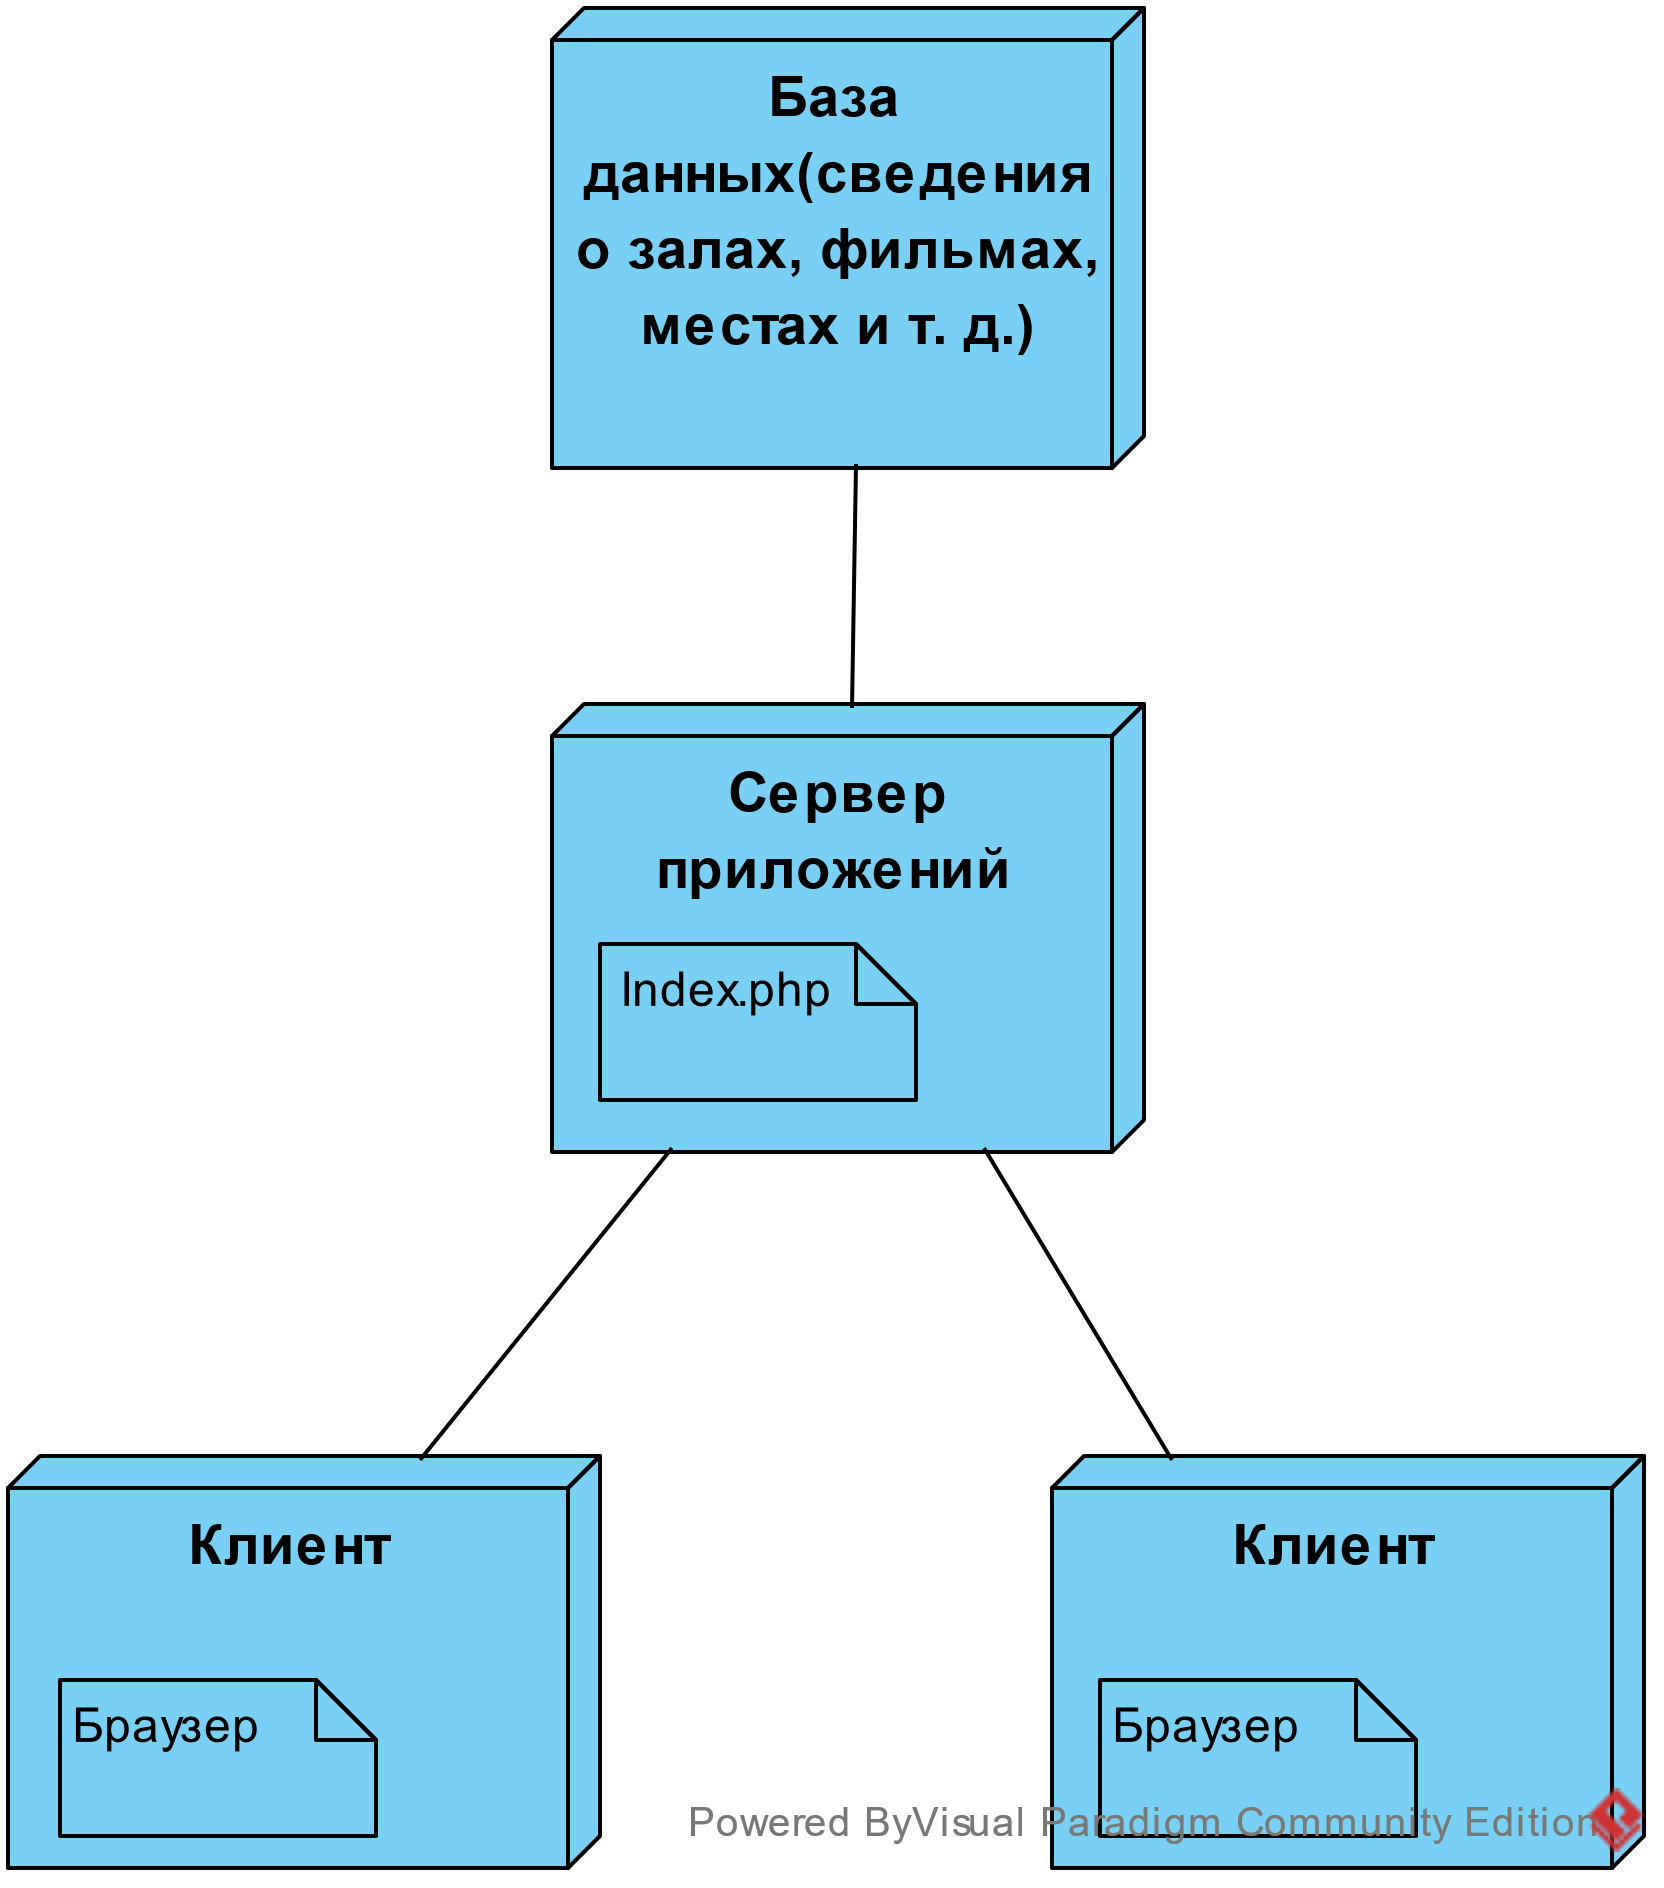 База
данных(сведения
о залах, фильмах,
местах и т. д.)
Сервер
приложений
Index.php
Клиент
Клиент
Браузер
Браузер
Powered ByVisual Paradigm Community Edition